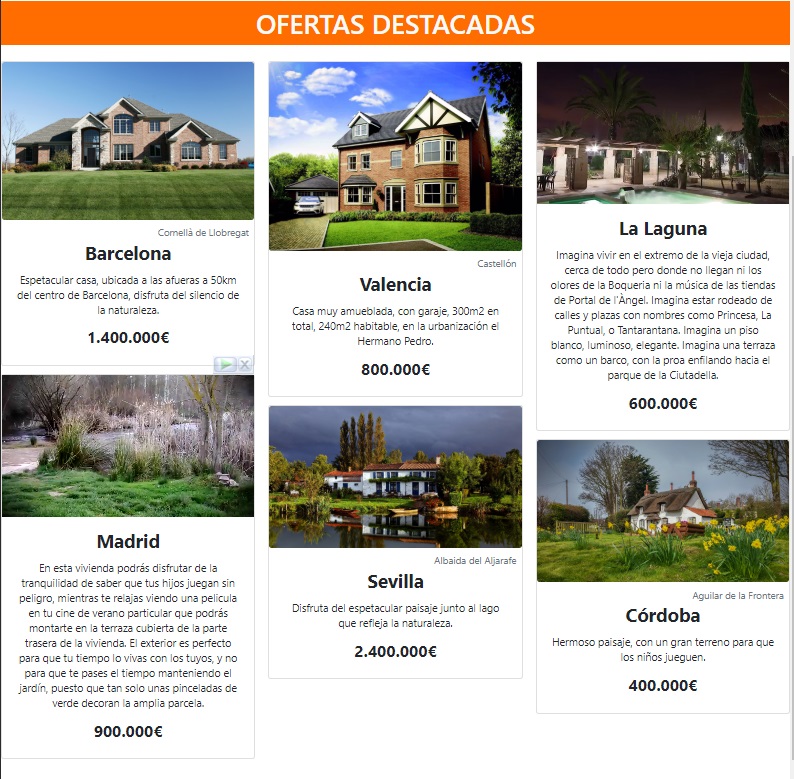 OFERTAS DESTACADAS
Cornellà de Llobregat
Barcelona
Espetacular casa, ubicada a las afueras a 50km
del centro de Barcelona, disfruta del silencio de
la naturaleza.
1.400.000€
Madrid
En esta vivienda podrás disfrutar de la
tranquilidad de saber que tus hijos juegan sin
peligro, mientras te relajas viendo una pelicula
en tu cine de verano particular que podrás
montarte en la terraza cubierta de la parte
trasera de la vivienda. El exterior es perfecto
para que tu tiempo lo vivas con los tuyos, y no
para que te pases el tiempo manteniendo el
jardín, puesto que tan solo unas pinceladas de
verde decoran la amplia parcela.
900.000€
Castellón
Valencia
Casa muy amueblada, con garaje, 300m2 en
total, 240m2 habitable, en la urbanización el
Hermano Pedro.
800.000€
Albaida del Aljarafe
Sevilla
Disfruta del espetacular paisaje junto al lago
que refleja la naturaleza.
2.400.000€
La Laguna
Imagina vivir en el extremo de la vieja ciudad,
cerca de todo pero donde no llegan ni los
olores de la Boqueria ni la música de las tiendas
de Portal de l'Àngel. Imagina estar rodeado de
calles y plazas con nombres como Princesa, La
Puntual, o Tantarantana. Imagina un piso
blanco, luminoso, elegante. Imagina una terraza
como un barco, con la proa enfilando hacia el
parque de la Ciutadella.
600.000€
Aguilar de la Frontera
Córdoba
Hermoso paisaje, con un gran terreno para que
los niños jueguen.
400.000€